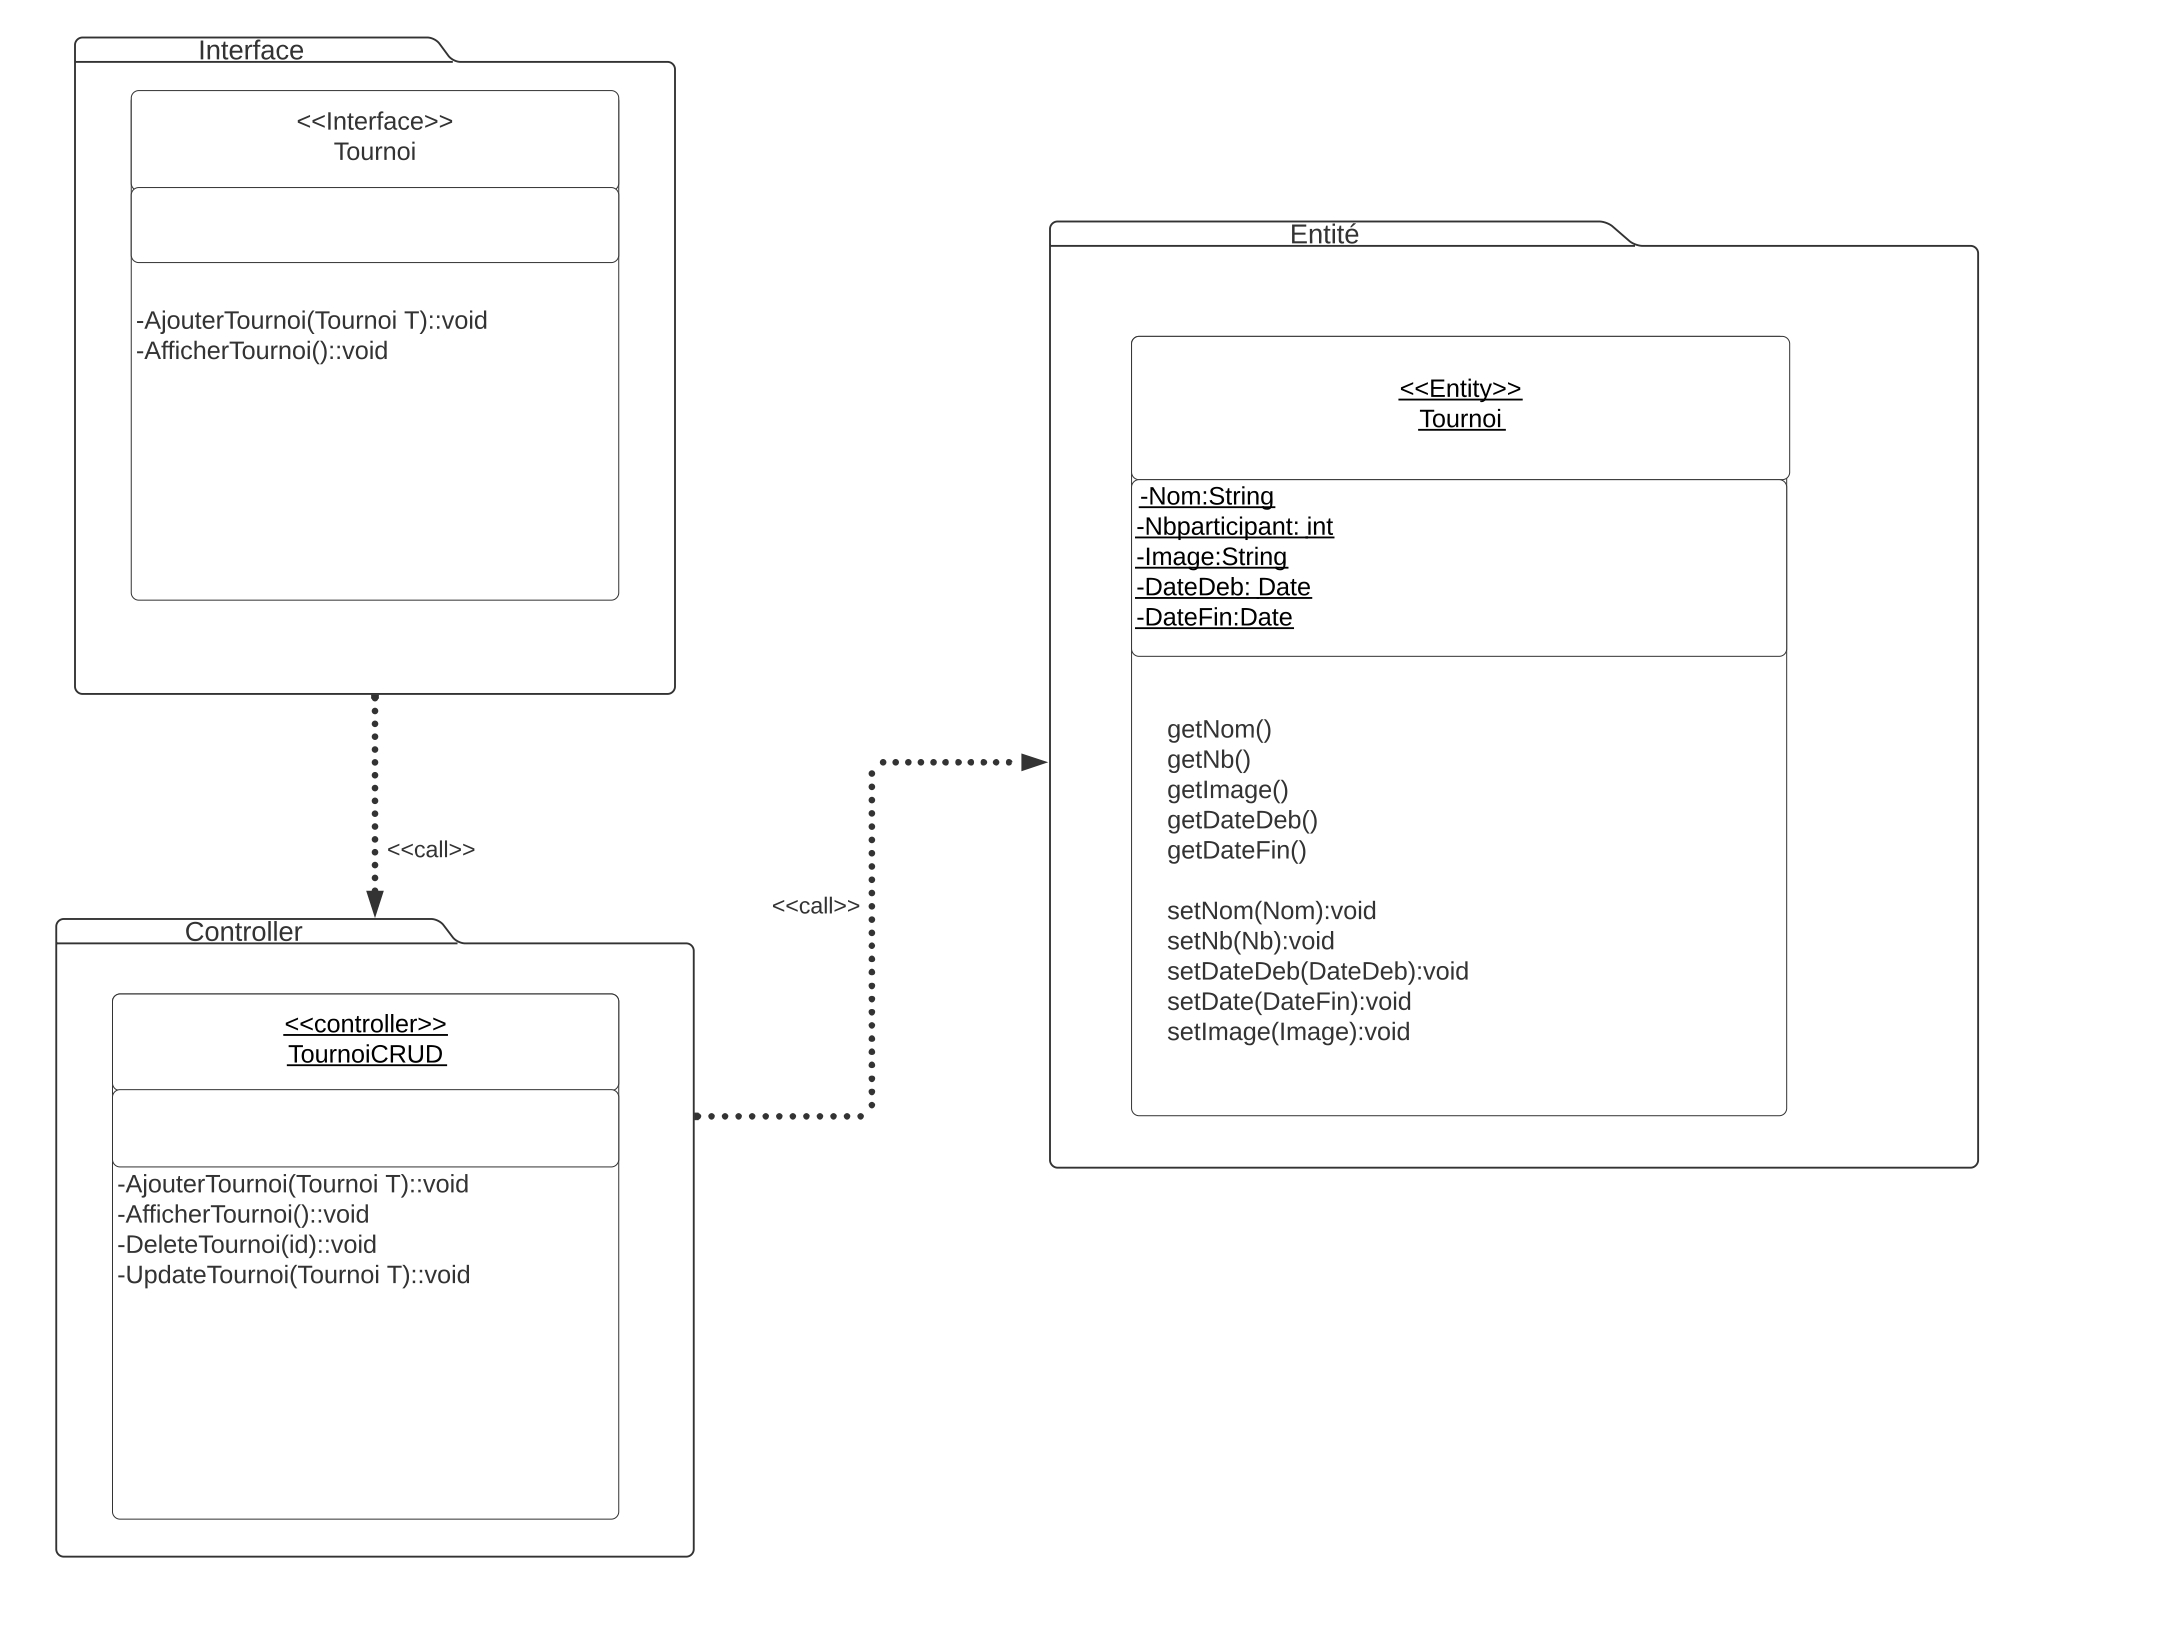 Interface
<<Interface>>
Tournoi
-AjouterTournoi(Tournoi T)::void
-AfficherTournoi()::void
<<call>>
Controller
<<controller>>
TournoiCRUD
-AjouterTournoi(Tournoi T)::void
-AfficherTournoi()::void
-DeleteTournoi(id)::void
-UpdateTournoi(Tournoi T)::void
<<call>>
Entité
<<Entity>>
Tournoi
-Nom:String
-Nbparticipant: int
-Image:String
-DateDeb: Date
-DateFin:Date
getNom()
getNb()
getImage()
getDateDeb()
getDateFin()
setNom(Nom):void
setNb(Nb):void
setDateDeb(DateDeb):void
setDate(DateFin):void
setImage(Image):void